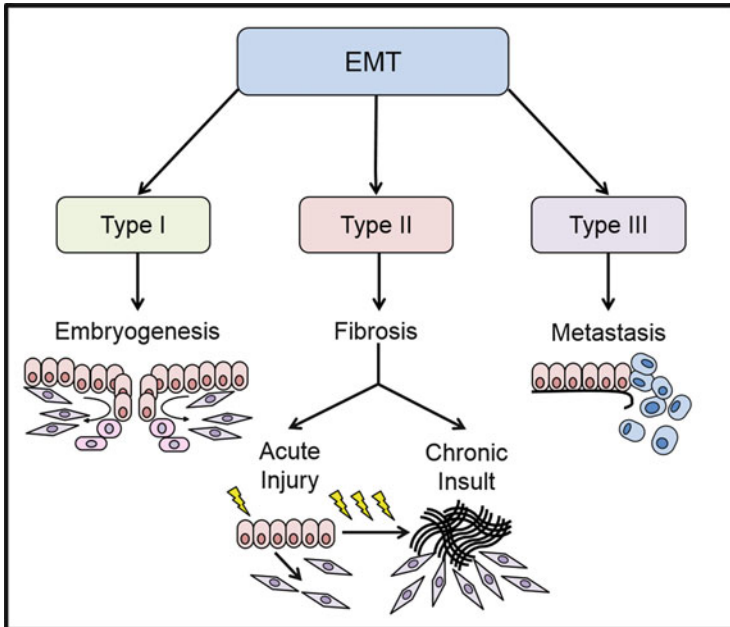 EMT
Type I
Type II
Type III
Embryogenesis
Fibrosis
Metastasis
Acute
Injury
Chronic
Insult